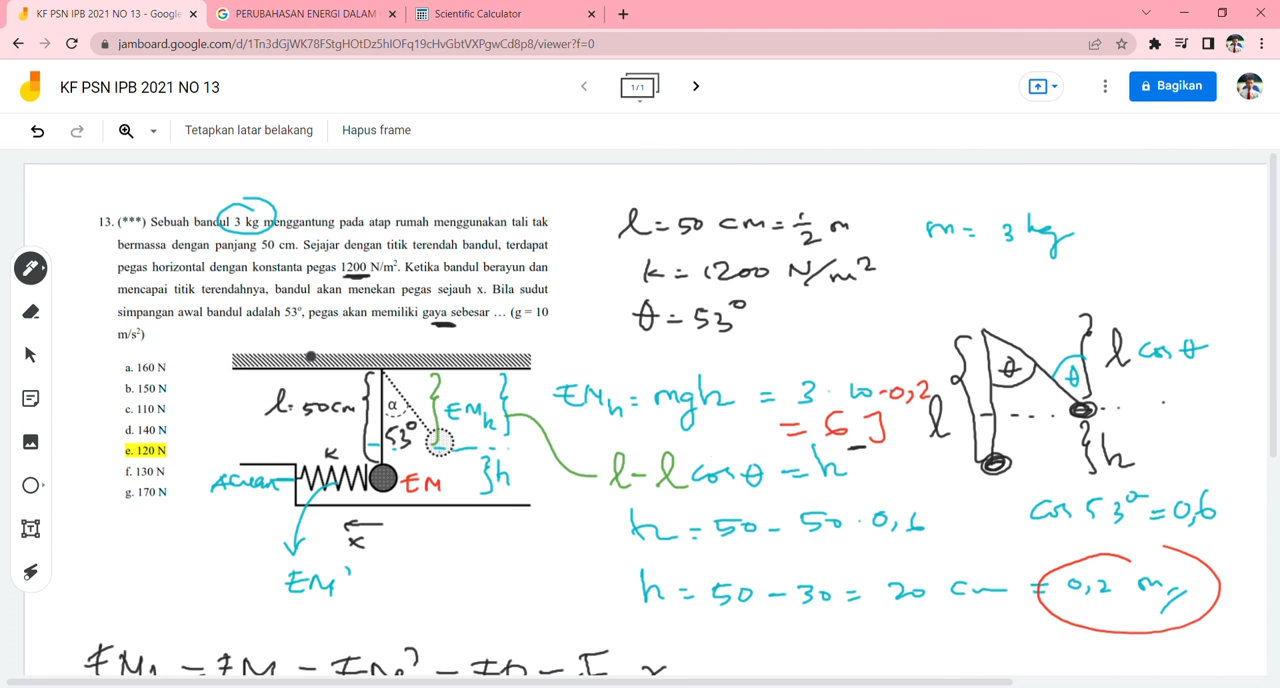 KF PSN IPB 2021 NO 13 - Google
PERUBAHASAN ENERGI DALAM
Scientific Calculator
jamboard.google.com/d/1Tn3dGjWK78FStgHOtDz5hIOFq19cHvGbtVXPgwCd8p8/viewer?f=0
KF PSN IPB 2021 NO 13
1/1
Bagikan
Tetapkan latar belakang
Hapus frame
13. (***) Sebuah bandul 3 kg menggantung pada atap rumah menggunakan tali tak
bermassa dengan panjang 50 cm. Sejajar dengan titik terendah bandul, terdapat
pegas horizontal dengan konstanta pegas 1200 N/m². Ketika bandul berayun dan
mencapai titik terendahnya, bandul akan menekan pegas sejauh x. Bila sudut
simpangan awal bandul adalah 53°, pegas akan memiliki gaya sebesar … (g = 10
m/s²)
a. 160 N
b. 150 N
c. 110 N
d. 140 N
e. 120 N
f. 130 N
g. 170 N
l = 50 cm
α
53°
EMh
}h
K
EM
Acuan
x
EM'
l = 50 cm = 1/2 m
m = 3 kg
k = 1200 N/m²
θ = 53°
EMh = mgh = 3 · 10 · 0,2
= 6 J
l - l cos θ = h
h = 50 - 50 · 0,6
h = 50 - 30 = 20 cm = 0,2 m
θ
θ
l cos θ
l
}h
cos 53° = 0,6